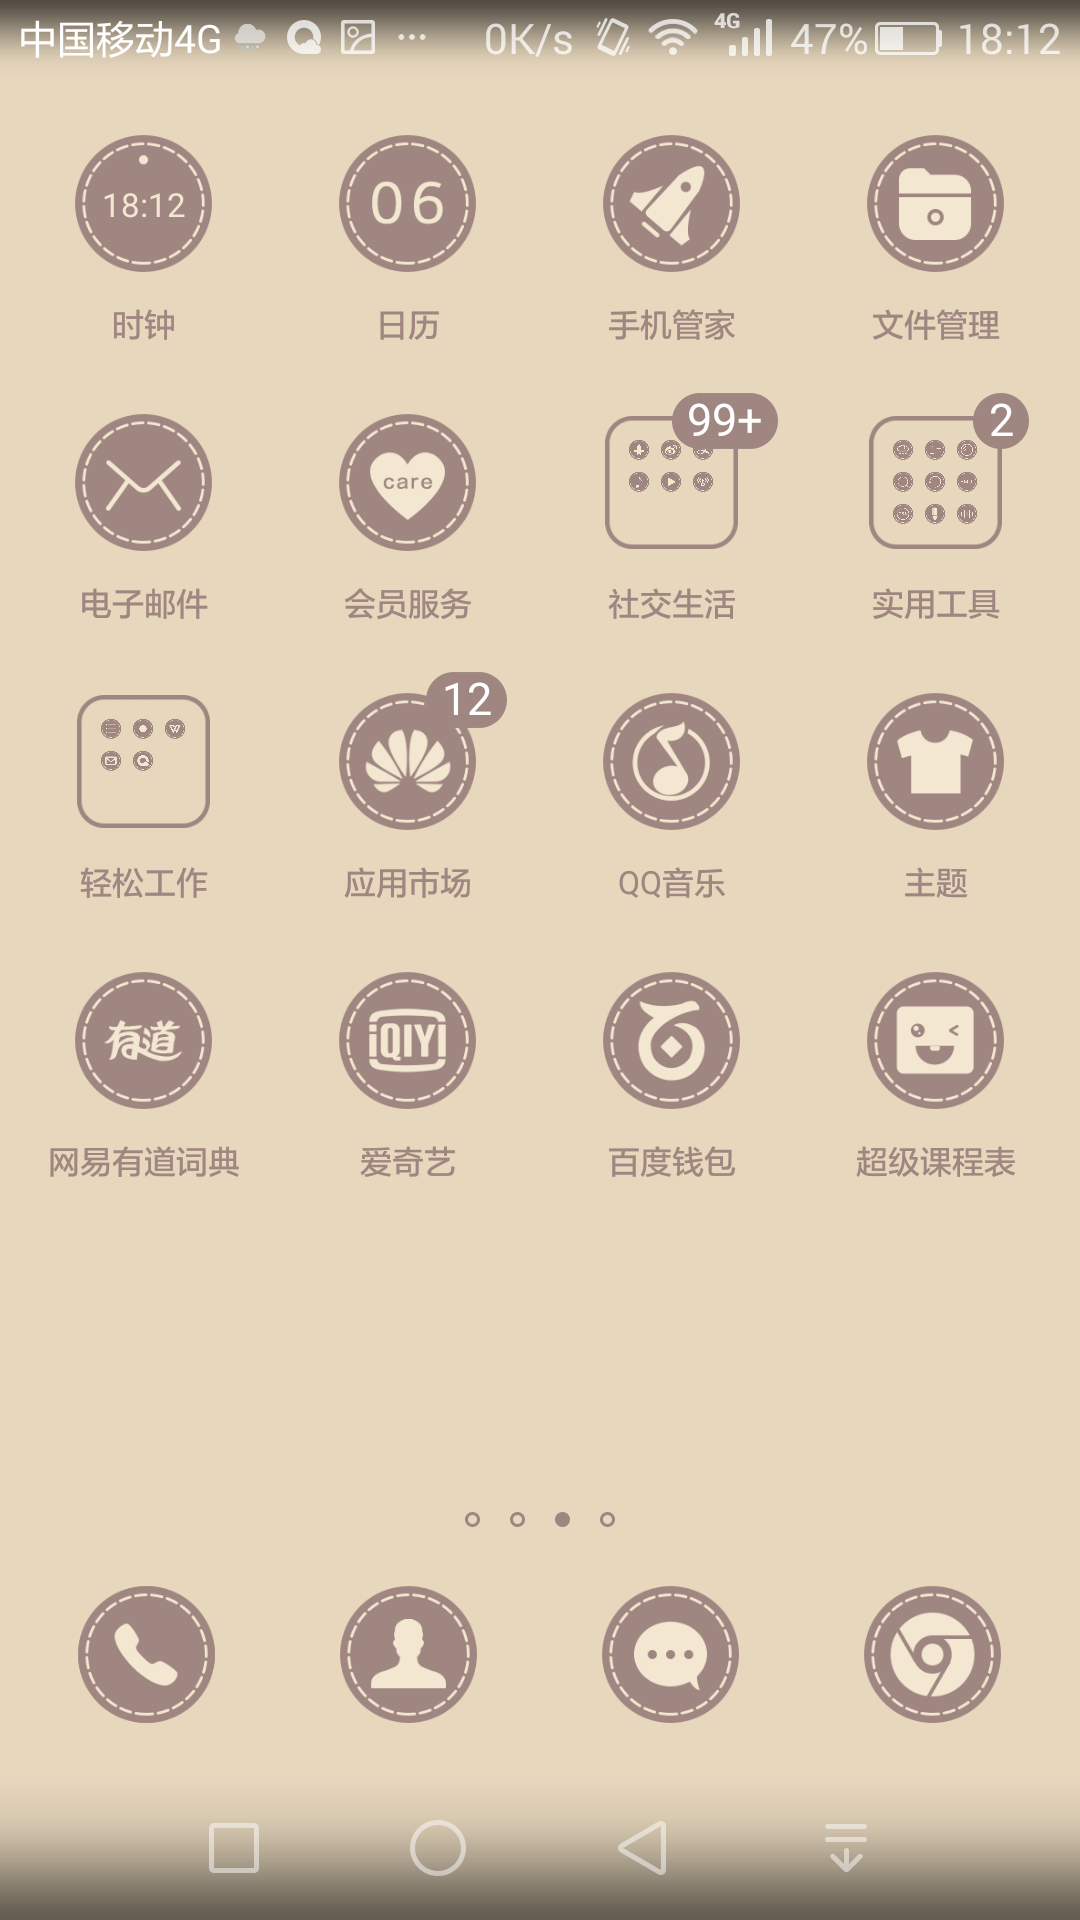 中国移动4G 0K/s 4G 47% 18:12
18:12 06
时钟 日历 手机管家 文件管理
care 99+ 2
电子邮件 会员服务 社交生活 实用工具
12
轻松工作 应用市场 QQ音乐 主题
有道 iQIYI
网易有道词典 爱奇艺 百度钱包 超级课程表